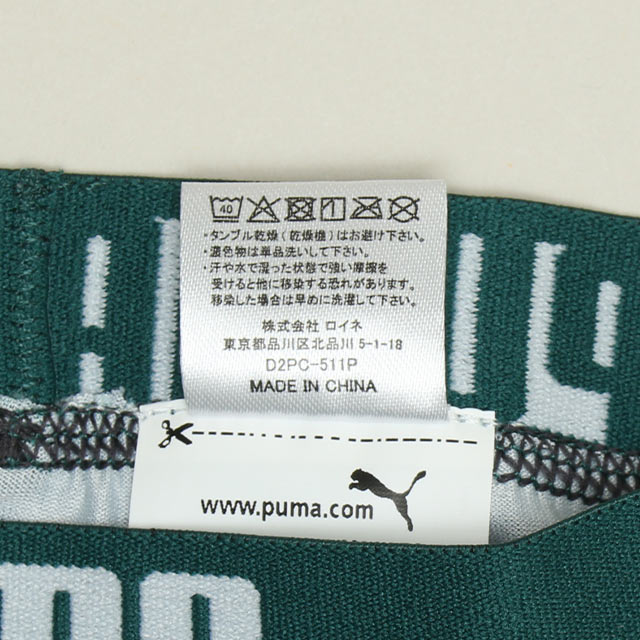 40
・タンブル乾燥(乾燥機)はお避け下さい。
・濃色物は単品洗いして下さい。
・汗や水で湿った状態で強い摩擦を
受けると他に移染する恐れがあります。
移染した場合は早めに洗濯して下さい。
株式会社 ロイネ
東京都品川区北品川 5-1-18
D2PC-511P
MADE IN CHINA
www.puma.com